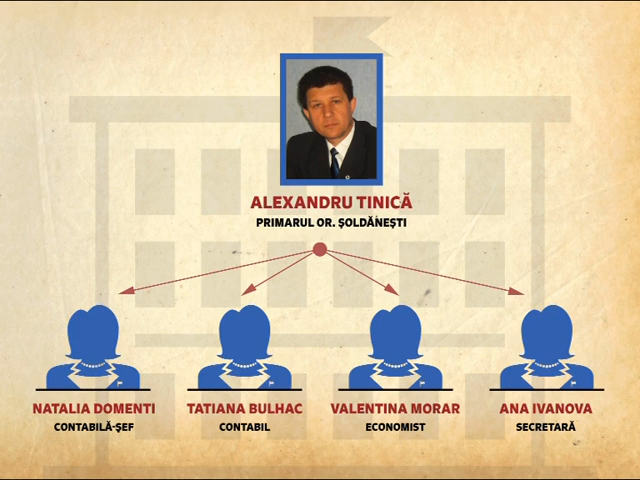 ALEXANDRU TINICĂ
PRIMARUL OR. ŞOLDĂNEŞTI
NATALIA DOMENTI
CONTABILĂ-ŞEF
TATIANA BULHAC
CONTABIL
VALENTINA MORAR
ECONOMIST
ANA IVANOVA
SECRETARĂ